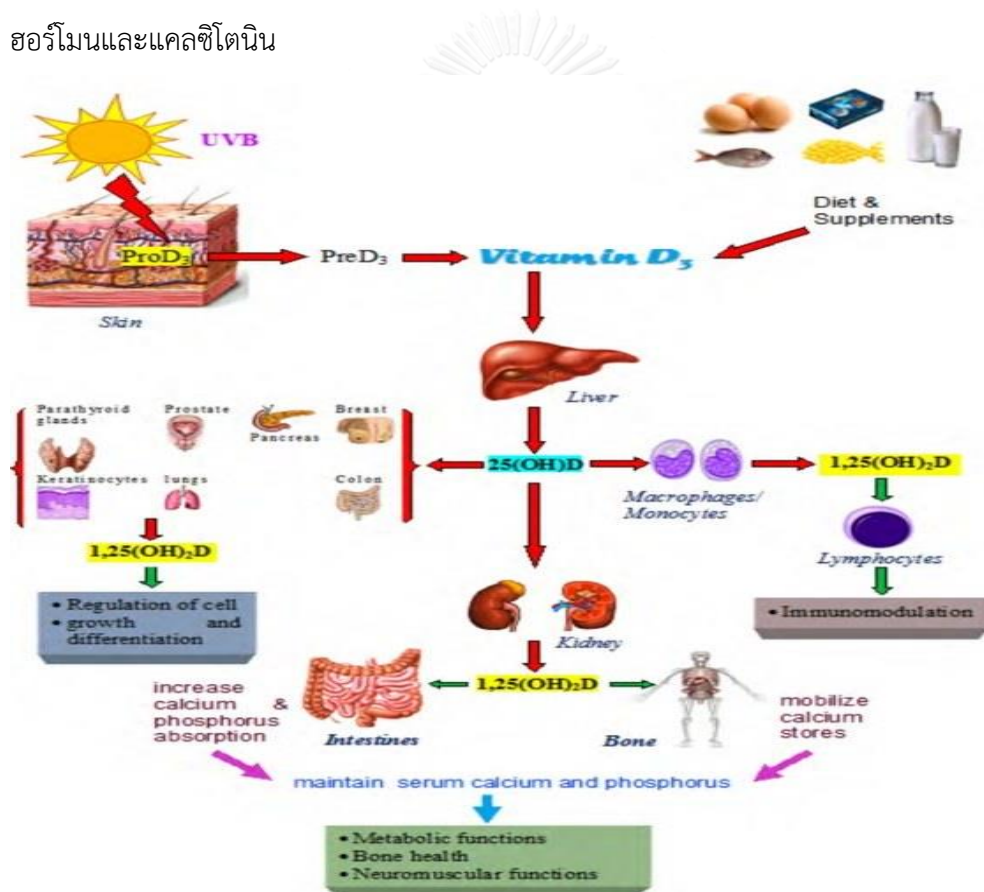 ฮอร์โมนและแคลซิโตนิน
UVB
Diet &
Supplements
ProD₃
PreD₃
Vitamin D₃
Skin
Liver
Parathyroid
glands
Prostate
Pancreas
Breast
Keratinocytes
lungs
Colon
25(OH)D
Macrophages/
Monocytes
1,25(OH)₂D
Lymphocytes
1,25(OH)₂D
• Regulation of cell
• growth and
differentiation
• Immunomodulation
Kidney
1,25(OH)₂D
increase
calcium &
phosphorus
absorption
Intestines
Bone
mobilize
calcium
stores
maintain serum calcium and phosphorus
• Metabolic functions
• Bone health
• Neuromuscular functions